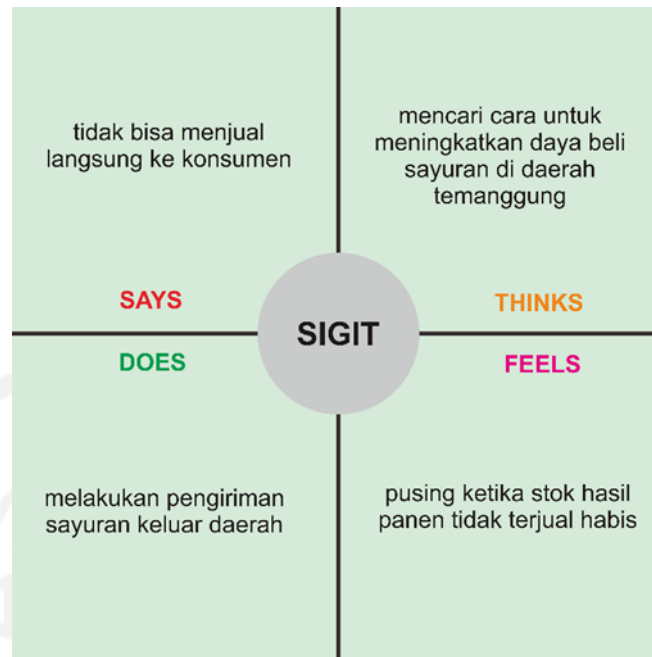 tidak bisa menjual
langsung ke konsumen
SAYS
mencari cara untuk
meningkatkan daya beli
sayuran di daerah
temanggung
THINKS
SIGIT
DOES
melakukan pengiriman
sayuran keluar daerah
FEELS
pusing ketika stok hasil
panen tidak terjual habis